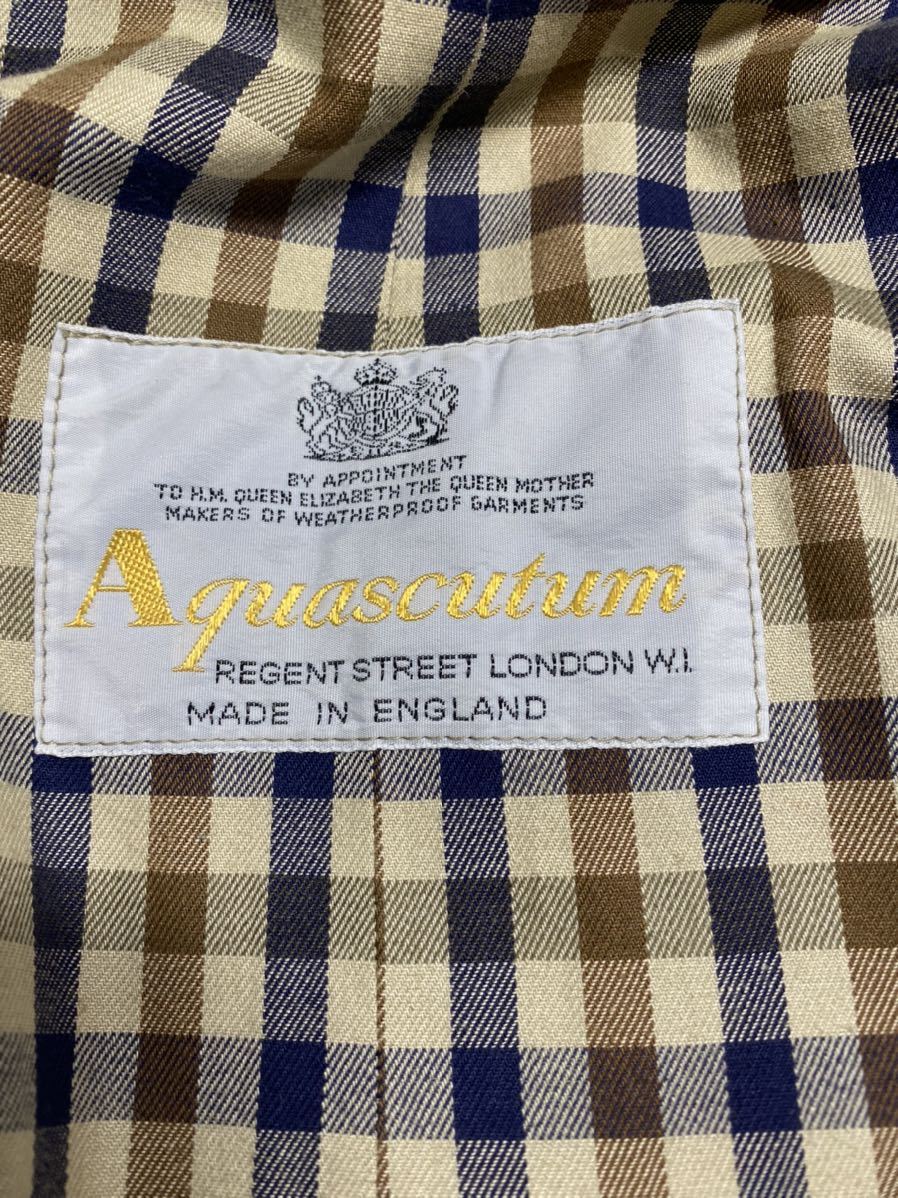 BY APPOINTMENT
TO H.M. QUEEN ELIZABETH THE QUEEN MOTHER
MAKERS OF WEATHERPROOF GARMENTS
Aquascutum
REGENT STREET LONDON W.I.
MADE IN ENGLAND